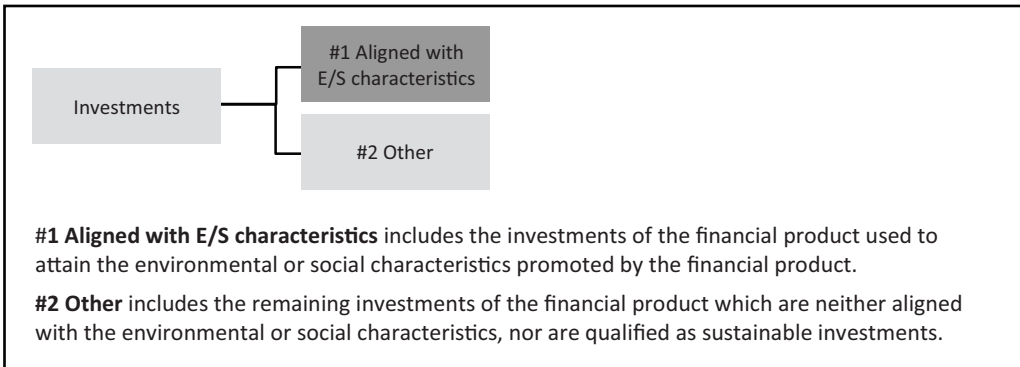 #1 Aligned with
E/S characteristics
Investments
#2 Other
#1 Aligned with E/S characteristics includes the investments of the financial product used to
attain the environmental or social characteristics promoted by the financial product.
#2 Other includes the remaining investments of the financial product which are neither aligned
with the environmental or social characteristics, nor are qualified as sustainable investments.